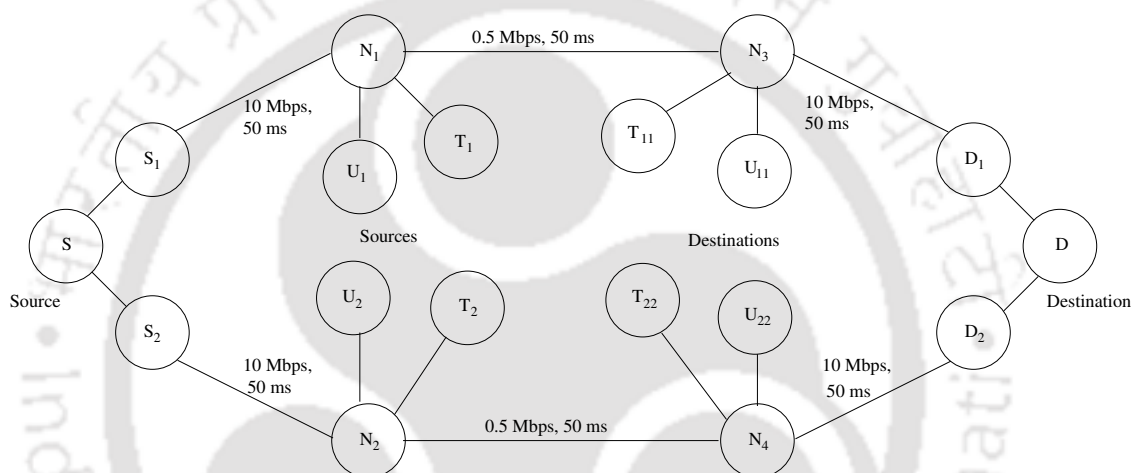 N1
0.5 Mbps, 50 ms
N3
10 Mbps,
50 ms
10 Mbps,
50 ms
S1
T1
U1
T11
U11
D1
S
Source
Sources
Destinations
D
Destination
U2
T2
T22
U22
S2
D2
10 Mbps,
50 ms
10 Mbps,
50 ms
N2
0.5 Mbps, 50 ms
N4